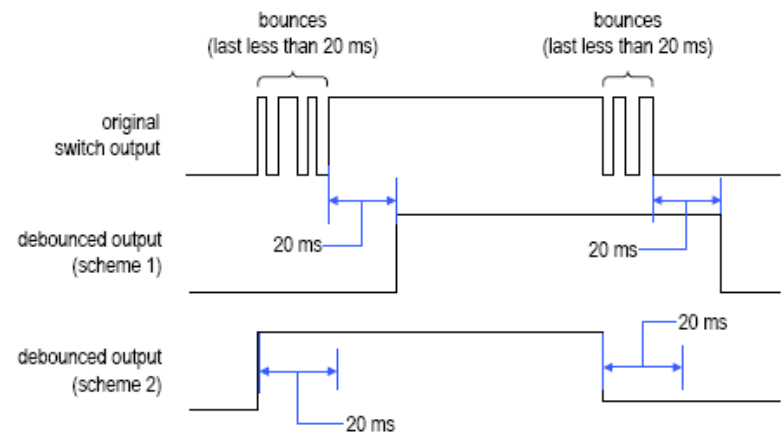 bounces
(last less than 20 ms)
bounces
(last less than 20 ms)
original
switch output
20 ms
20 ms
debounced output
(scheme 1)
20 ms
debounced output
(scheme 2)
20 ms